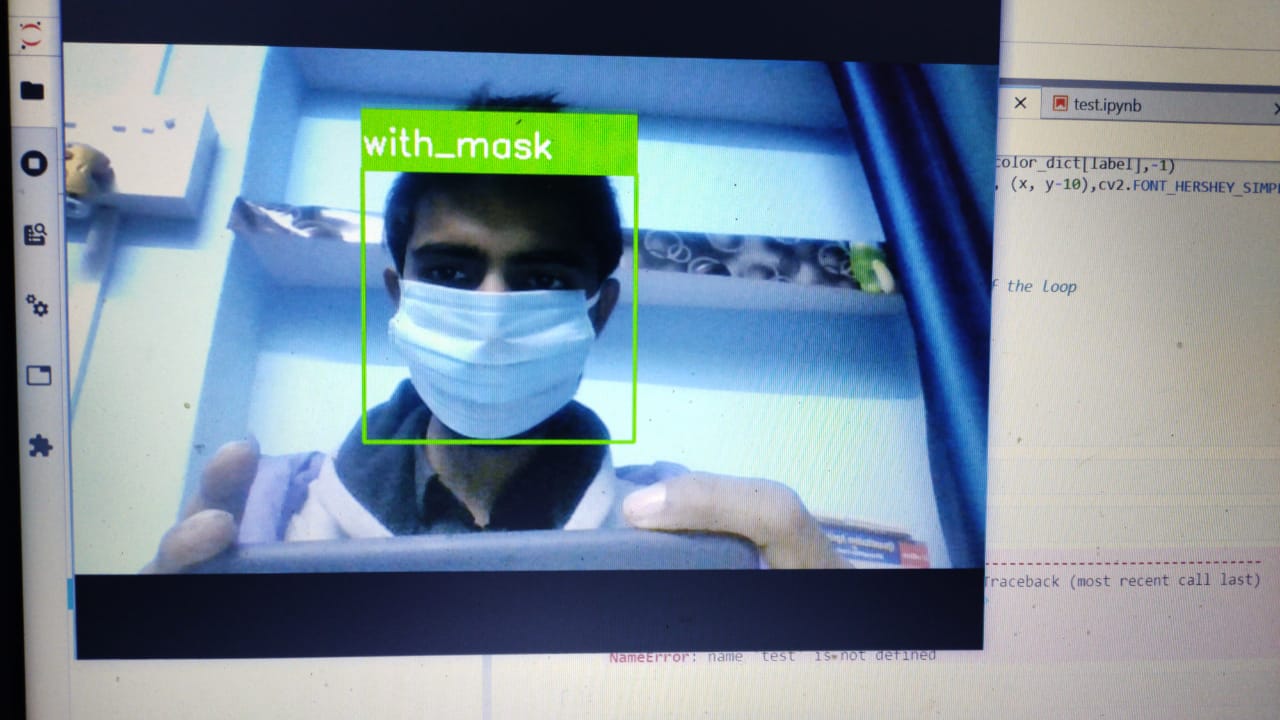 with_mask
test.ipynb
color_dict[label],-1)
, (x, y-10),cv2.FONT_HERSHEY_SIMP
f the loop
Traceback (most recent call last)
NameError: name 'test' is not defined